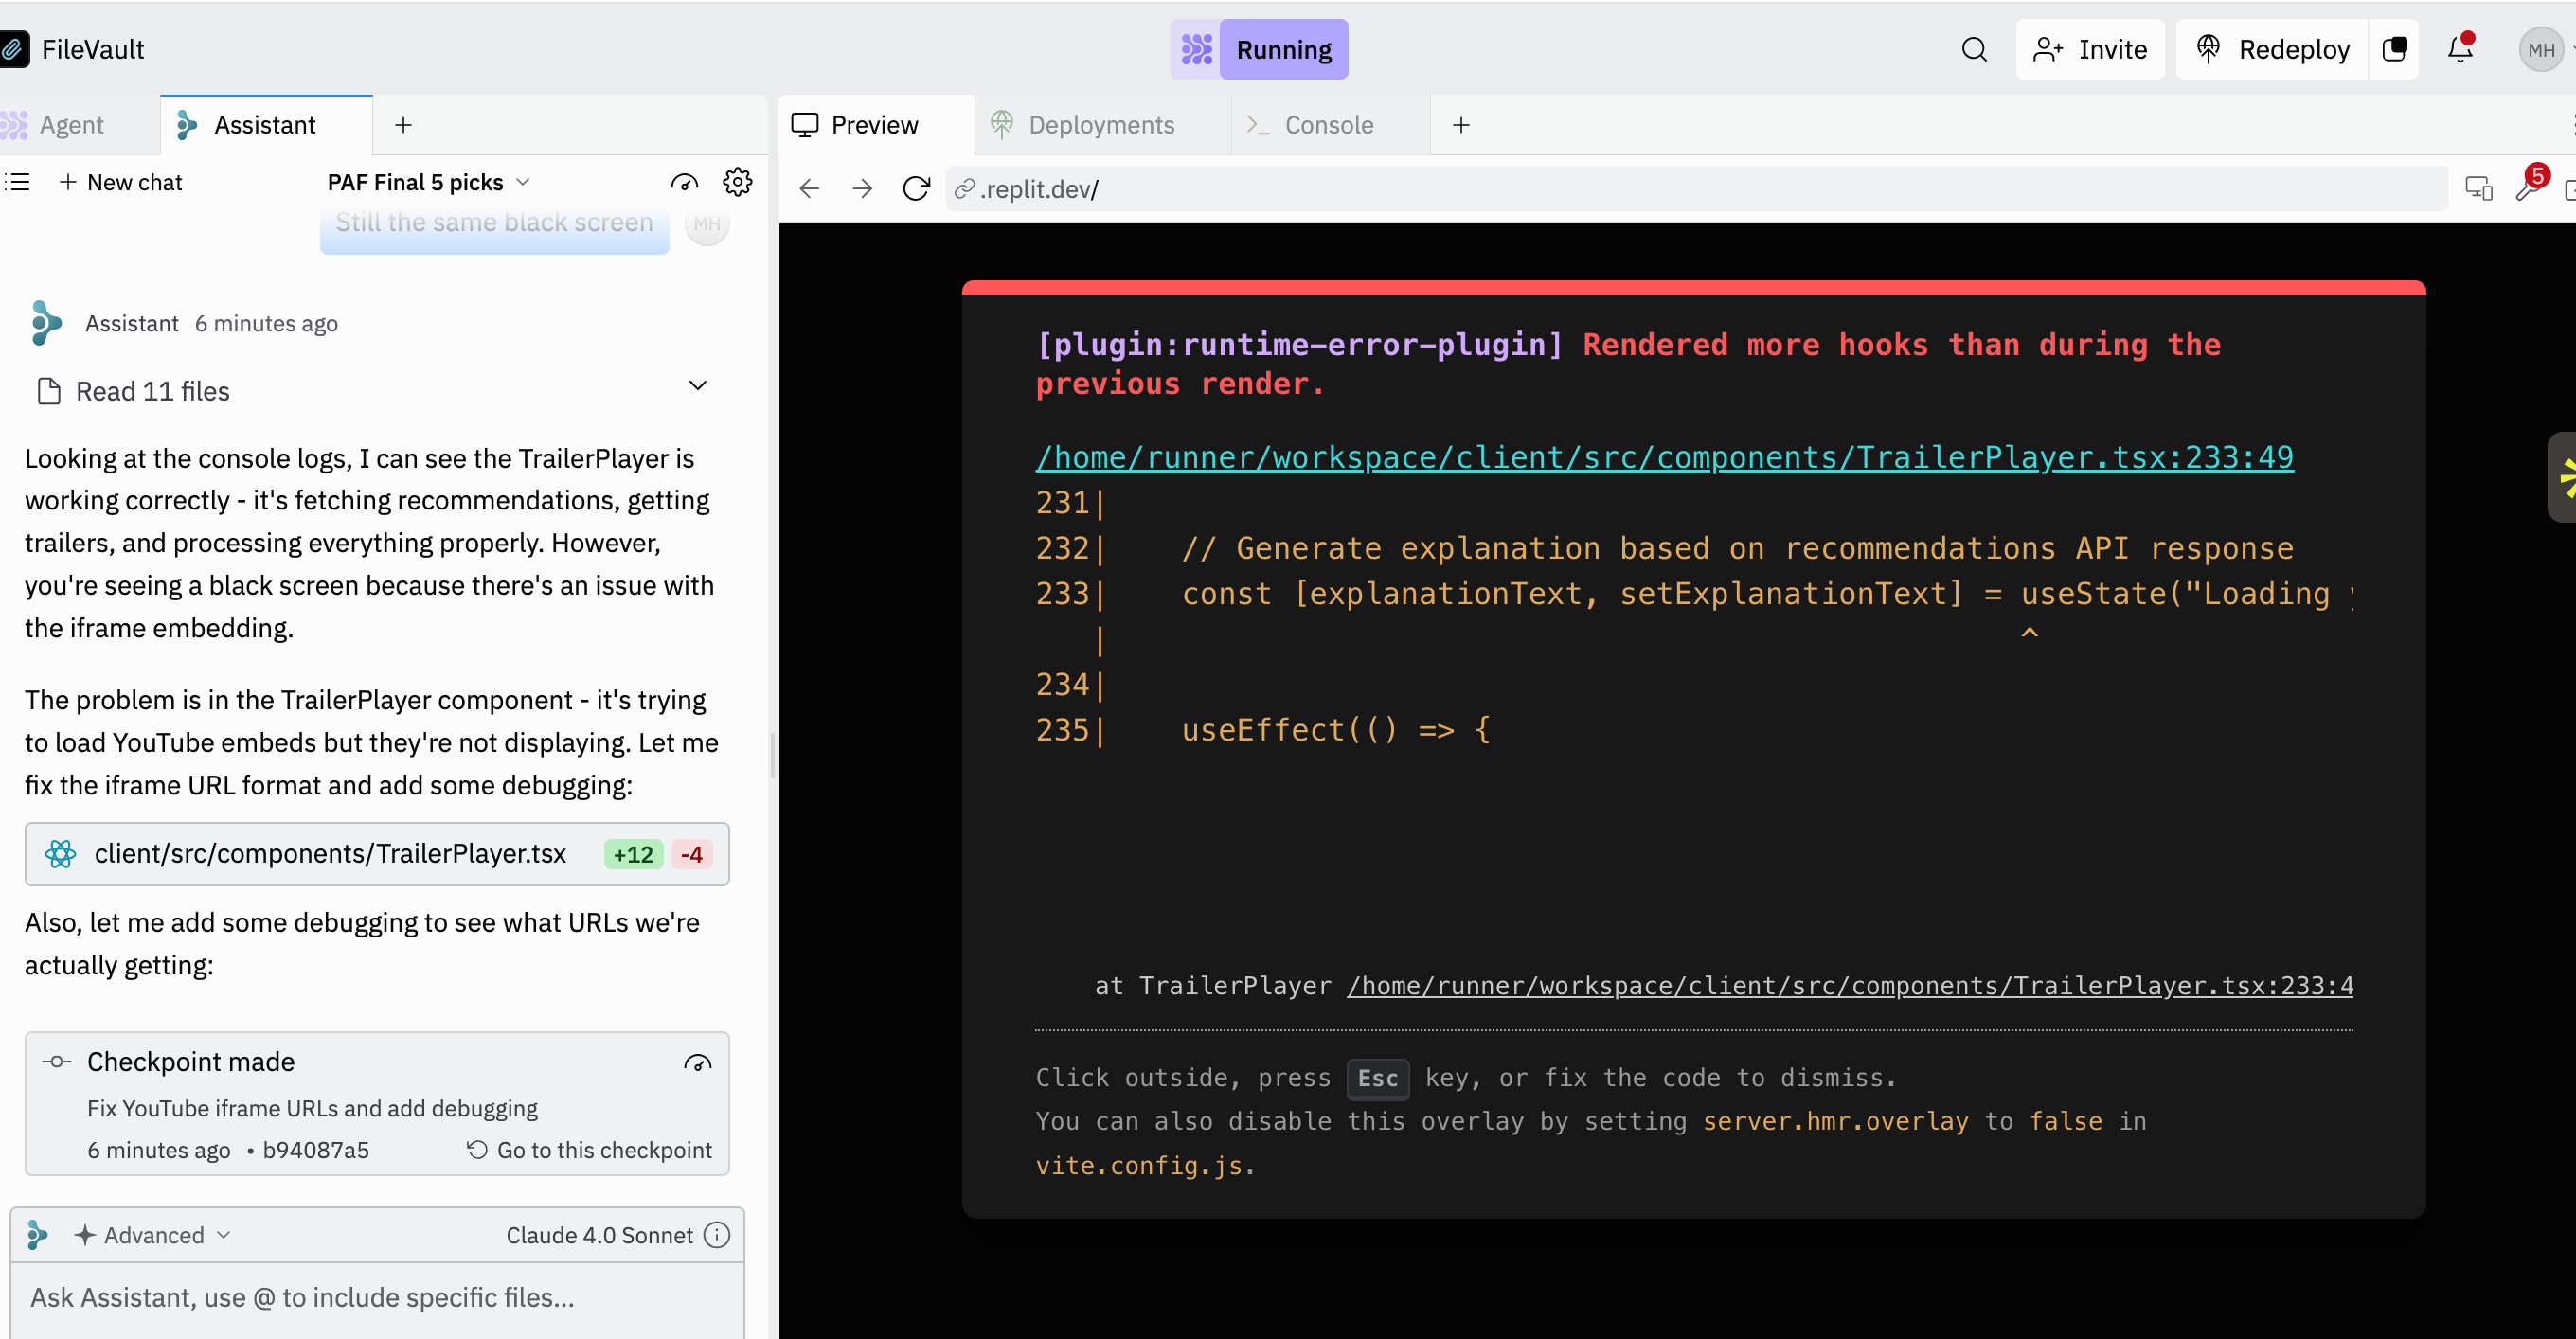 FileVault
Running
Invite
Redeploy
MH
Agent
Assistant
Preview
Deployments
Console
New chat
PAF Final 5 picks
.replit.dev/
5
Still the same black screen
MH
Assistant 6 minutes ago
Read 11 files
Looking at the console logs, I can see the TrailerPlayer is
working correctly - it's fetching recommendations, getting
trailers, and processing everything properly. However,
you're seeing a black screen because there's an issue with
the iframe embedding.
The problem is in the TrailerPlayer component - it's trying
to load YouTube embeds but they're not displaying. Let me
fix the iframe URL format and add some debugging:
client/src/components/TrailerPlayer.tsx +12 -4
Also, let me add some debugging to see what URLs we're
actually getting:
Checkpoint made
Fix YouTube iframe URLs and add debugging
6 minutes ago • b94087a5 Go to this checkpoint
Advanced
Claude 4.0 Sonnet
Ask Assistant, use @ to include specific files...
[plugin:runtime-error-plugin] Rendered more hooks than during the
previous render.
/home/runner/workspace/client/src/components/TrailerPlayer.tsx:233:49
231|
232|    // Generate explanation based on recommendations API response
233|    const [explanationText, setExplanationText] = useState("Loading
|                                                  ^
234|
235|    useEffect(() => {
at TrailerPlayer /home/runner/workspace/client/src/components/TrailerPlayer.tsx:233:4
Click outside, press Esc key, or fix the code to dismiss.
You can also disable this overlay by setting server.hmr.overlay to false in
vite.config.js.